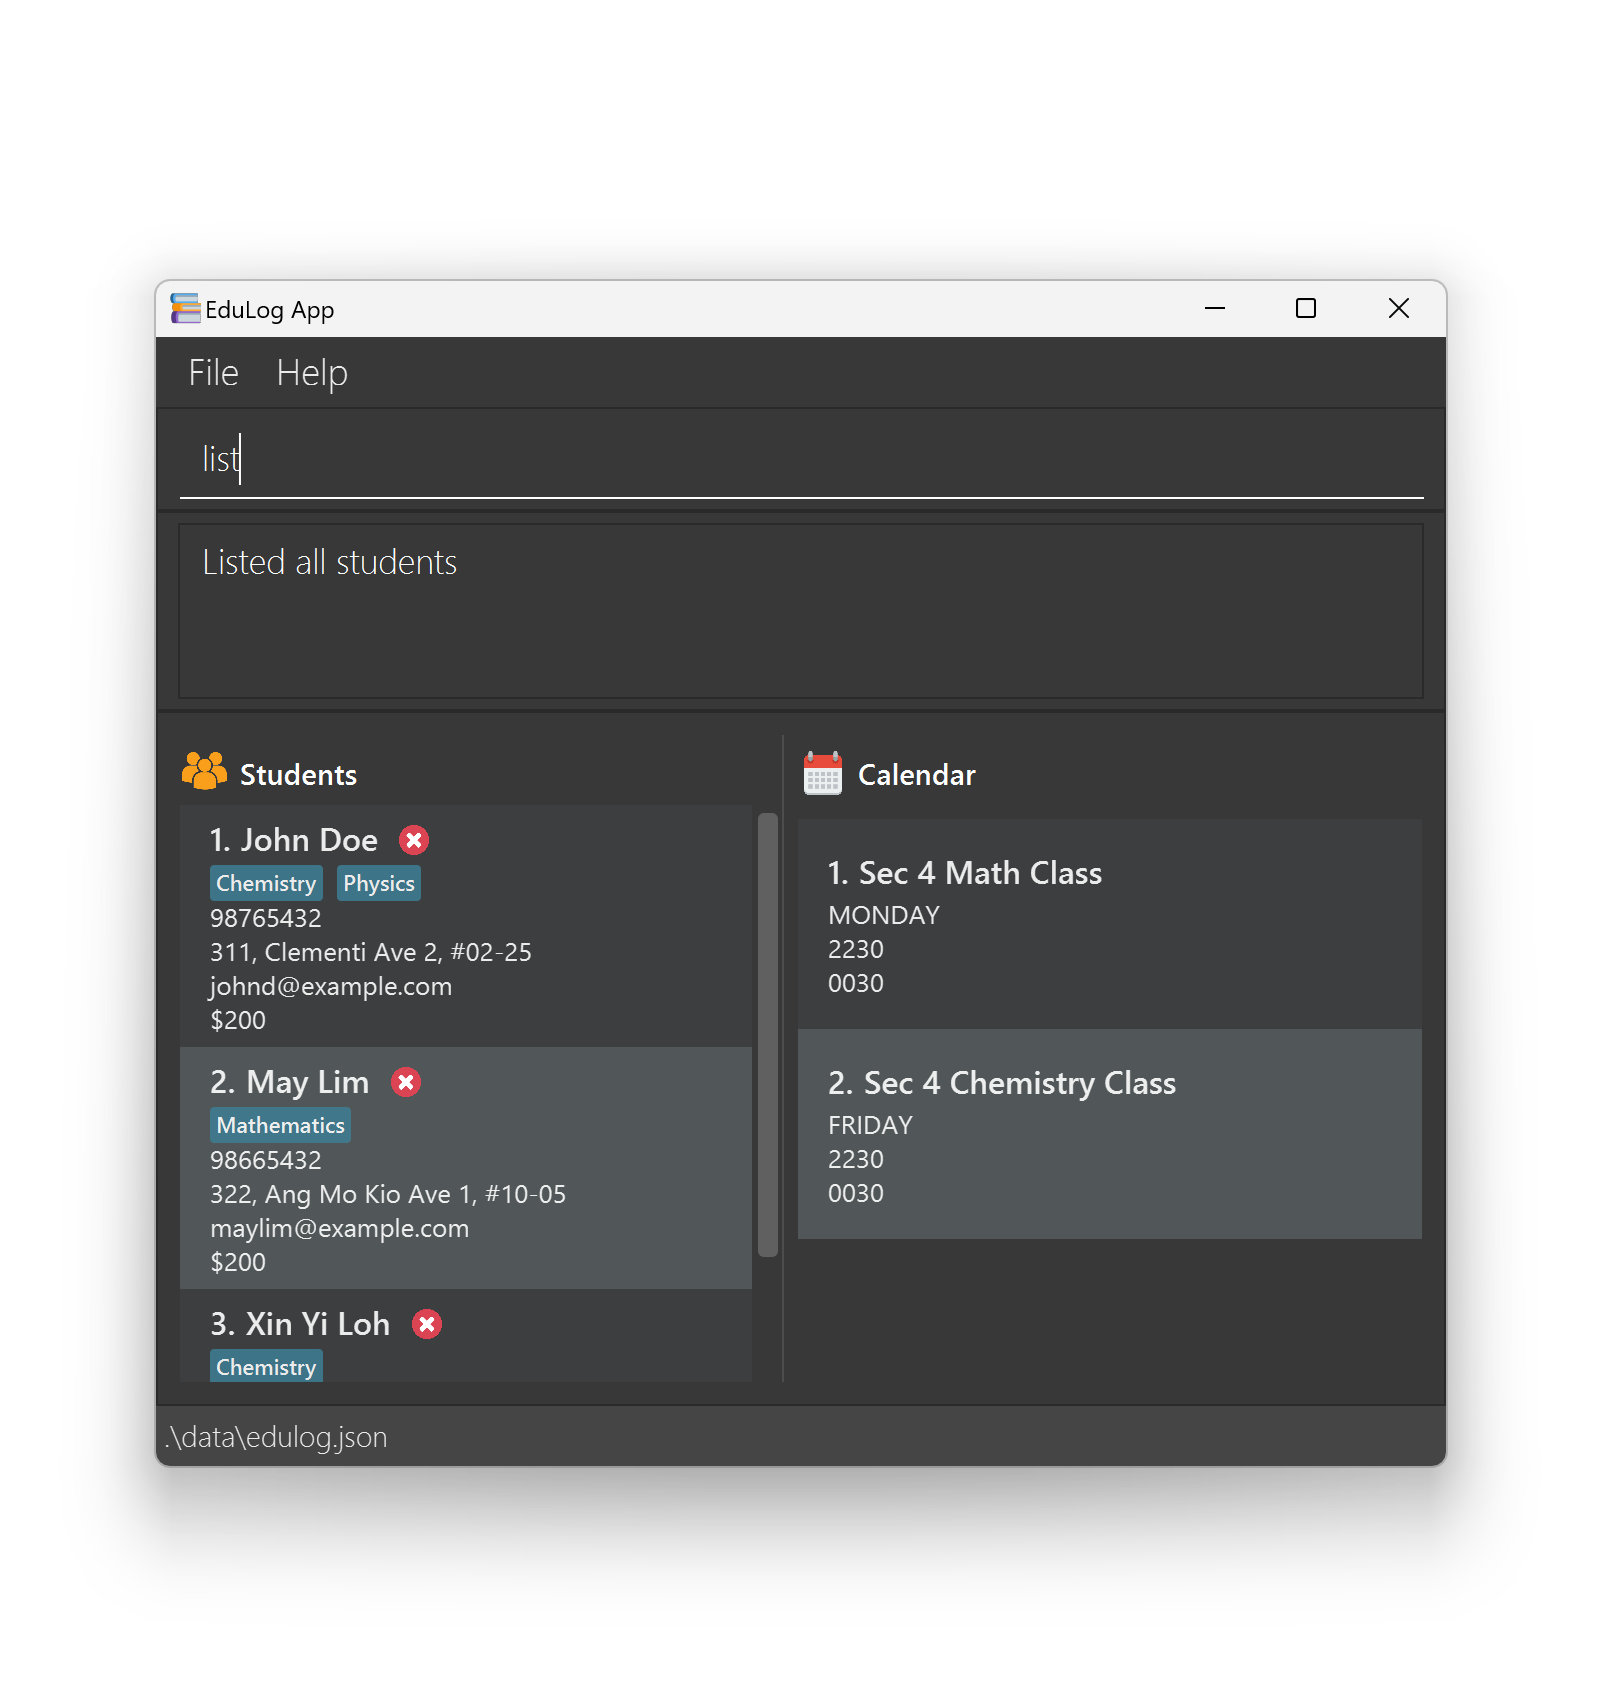 EduLog App
File Help
list
Listed all students
Students
1. John Doe
Chemistry Physics
98765432
311, Clementi Ave 2, #02-25
johnd@example.com
$200
2. May Lim
Mathematics
98665432
322, Ang Mo Kio Ave 1, #10-05
maylim@example.com
$200
3. Xin Yi Loh
Chemistry
Calendar
1. Sec 4 Math Class
MONDAY
2230
0030
2. Sec 4 Chemistry Class
FRIDAY
2230
0030
.\data\edulog.json